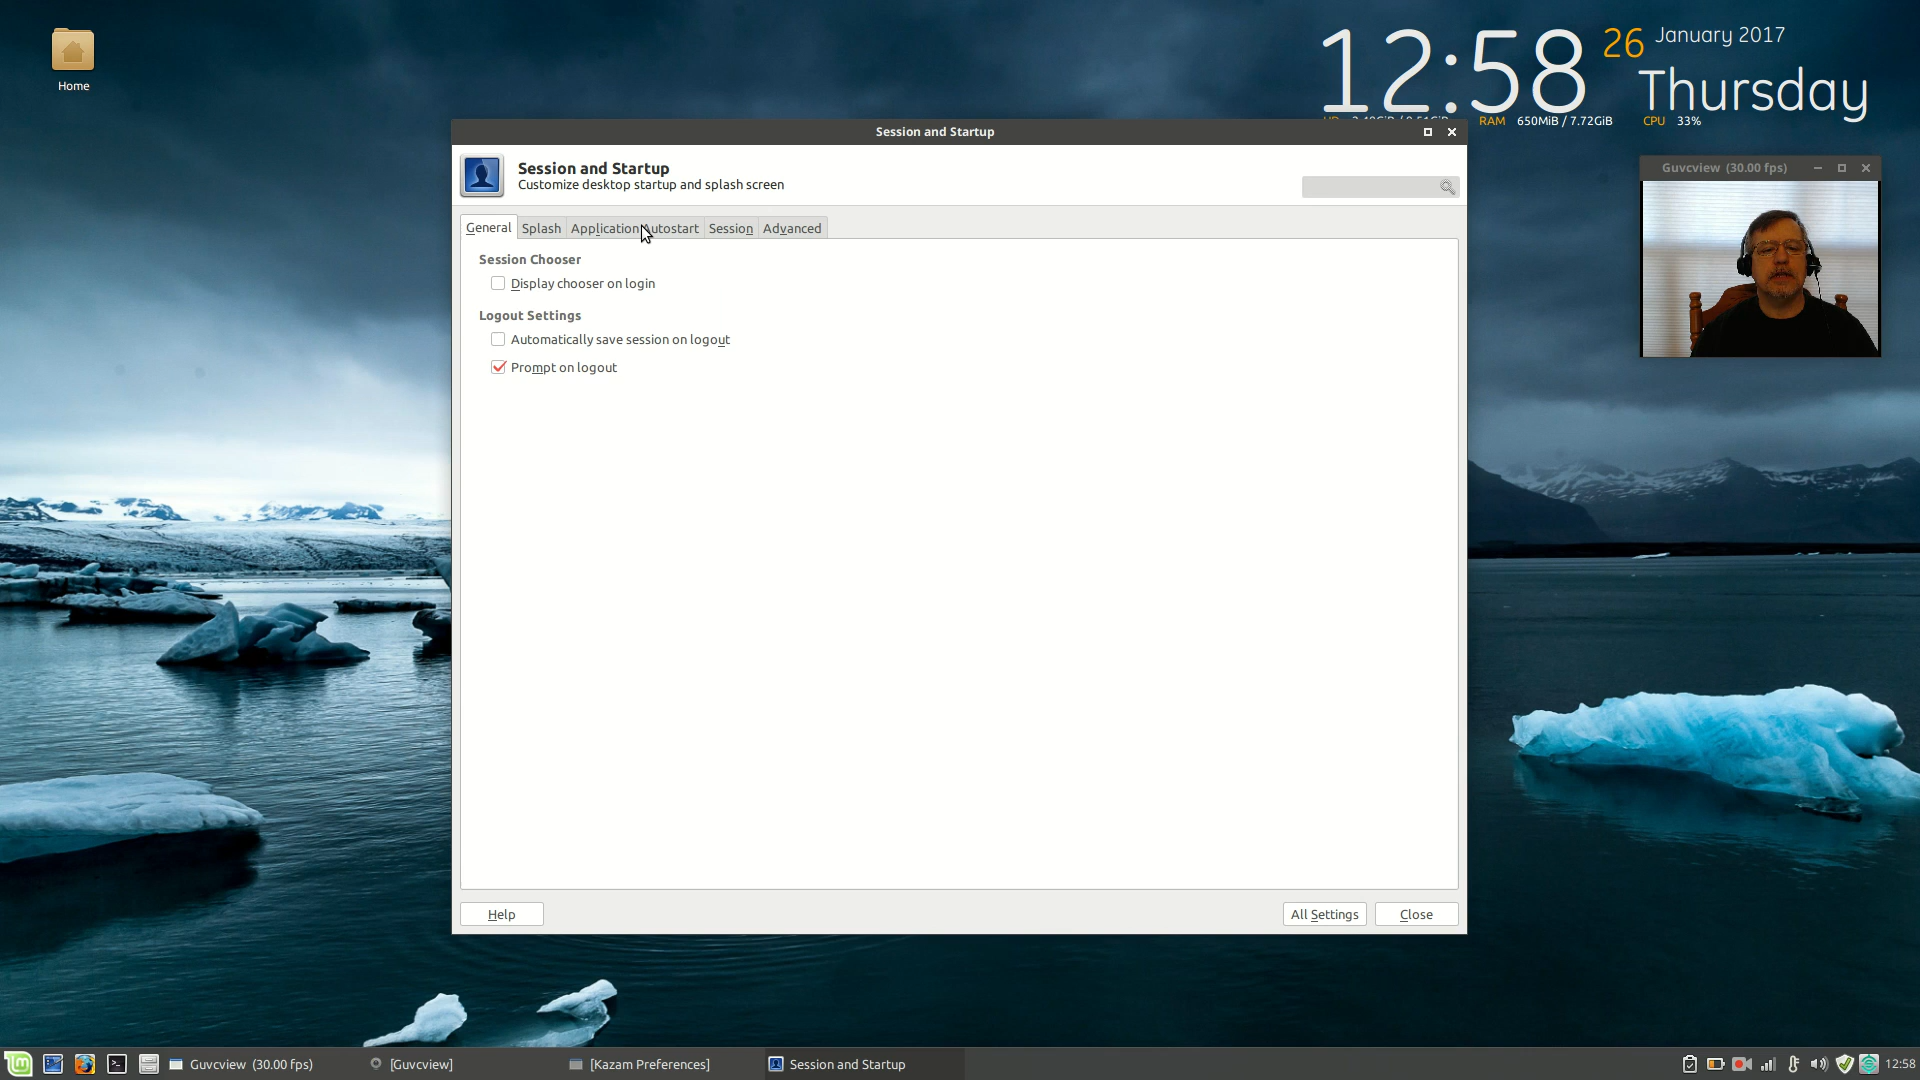 Home
12:58
26 January 2017
Thursday
RAM 650MiB / 7.72GiB CPU 33%
Session and Startup
Guvcview (30.00 fps)
Session and Startup
Customize desktop startup and splash screen
General Splash Application Autostart Session Advanced
Session Chooser
Display chooser on login
Logout Settings
Automatically save session on logout
Prompt on logout
Help All Settings Close
Guvcview (30.00 fps) [Guvcview] [Kazam Preferences] Session and Startup 12:58